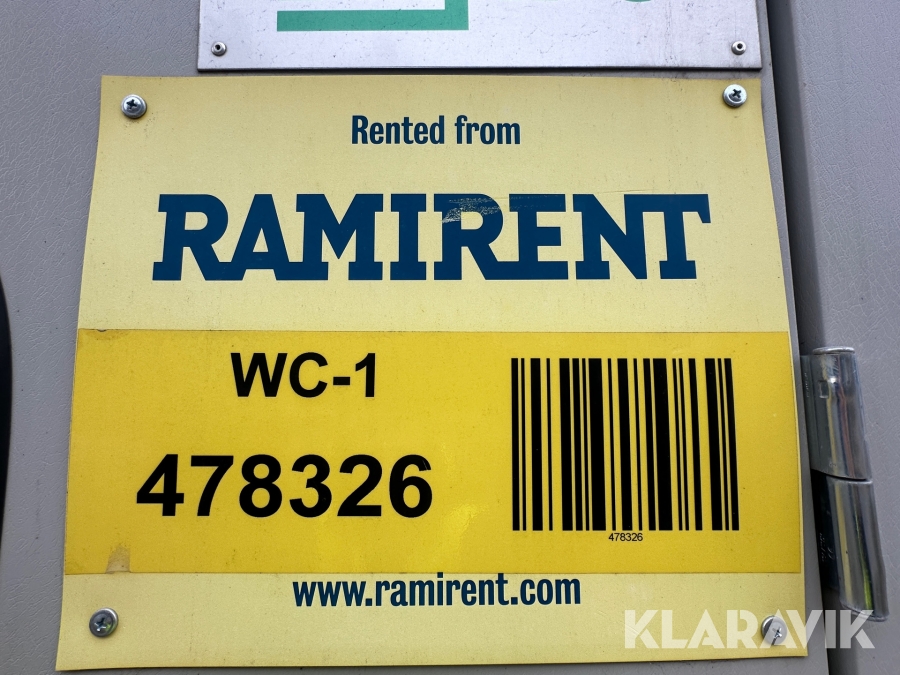 Rented from
RAMIRENT
WC-1
478326
478326
www.ramirent.com
KLARAVIK